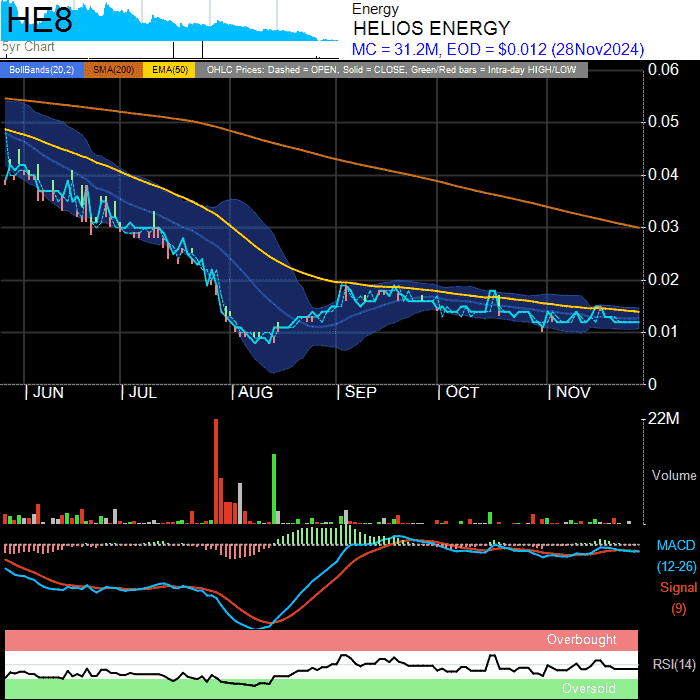 HE8
5yr Chart
Energy
HELIOS ENERGY
MC = 31.2M, EOD = $0.012 (28Nov2024)
BollBands(20,2) SMA(200) EMA(50) OHLC Prices: Dashed = OPEN, Solid = CLOSE, Green/Red bars = Intra-day HIGH/LOW
0.06
0.05
0.04
0.03
0.02
0.01
0
JUN JUL AUG SEP OCT NOV
22M
Volume
MACD
(12-26)
Signal
(9)
Overbought
RSI(14)
Oversold